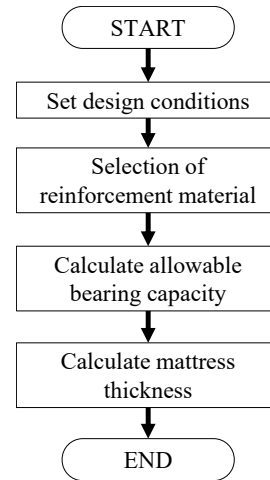 START
Set design conditions
Selection of
reinforcement material
Calculate allowable
bearing capacity
Calculate mattress
thickness
END